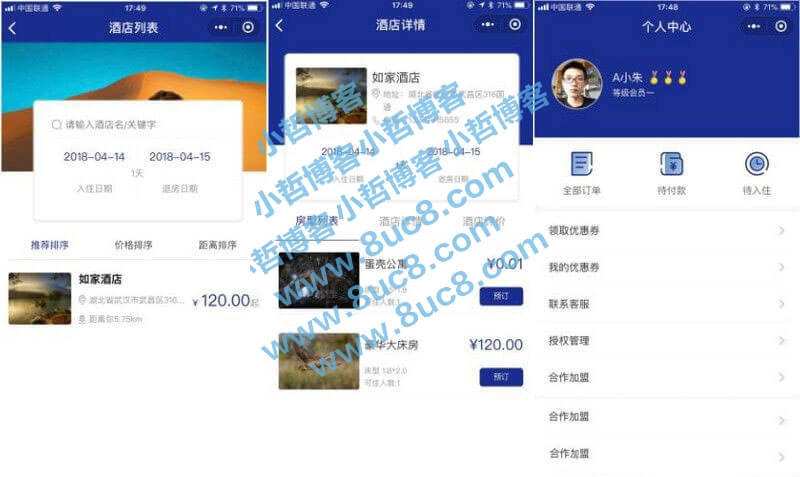 中国联通
17:49
71%
酒店列表
请输入酒店名/关键字
2018-04-14
2018-04-15
1天
入住日期
退房日期
推荐排序
价格排序
距离排序
如家酒店
湖北省武汉市武昌区310...
¥120.00起
距离你5.75km
中国联通
17:49
71%
酒店详情
如家酒店
地址：湖北省
武昌区316国
通
5655
2018-04-14
2018-04-15
1天
入住日期
退房日期
房型列表
酒店详情
酒店评价
蛋壳公寓
¥0.01
可住人数:1
预订
豪华大床房
¥120.00
房型 1.8*2.0
可住人数:1
预订
中国联通
17:48
71%
个人中心
A小朱
等级会员一
全部订单
待付款
待入住
领取优惠券
我的优惠券
联系客服
授权管理
合作加盟
合作加盟
合作加盟
小哲博客 小哲博客
小哲博客 小哲博客
www.8uc8.com
www.8uc8.com
www.8uc8.com